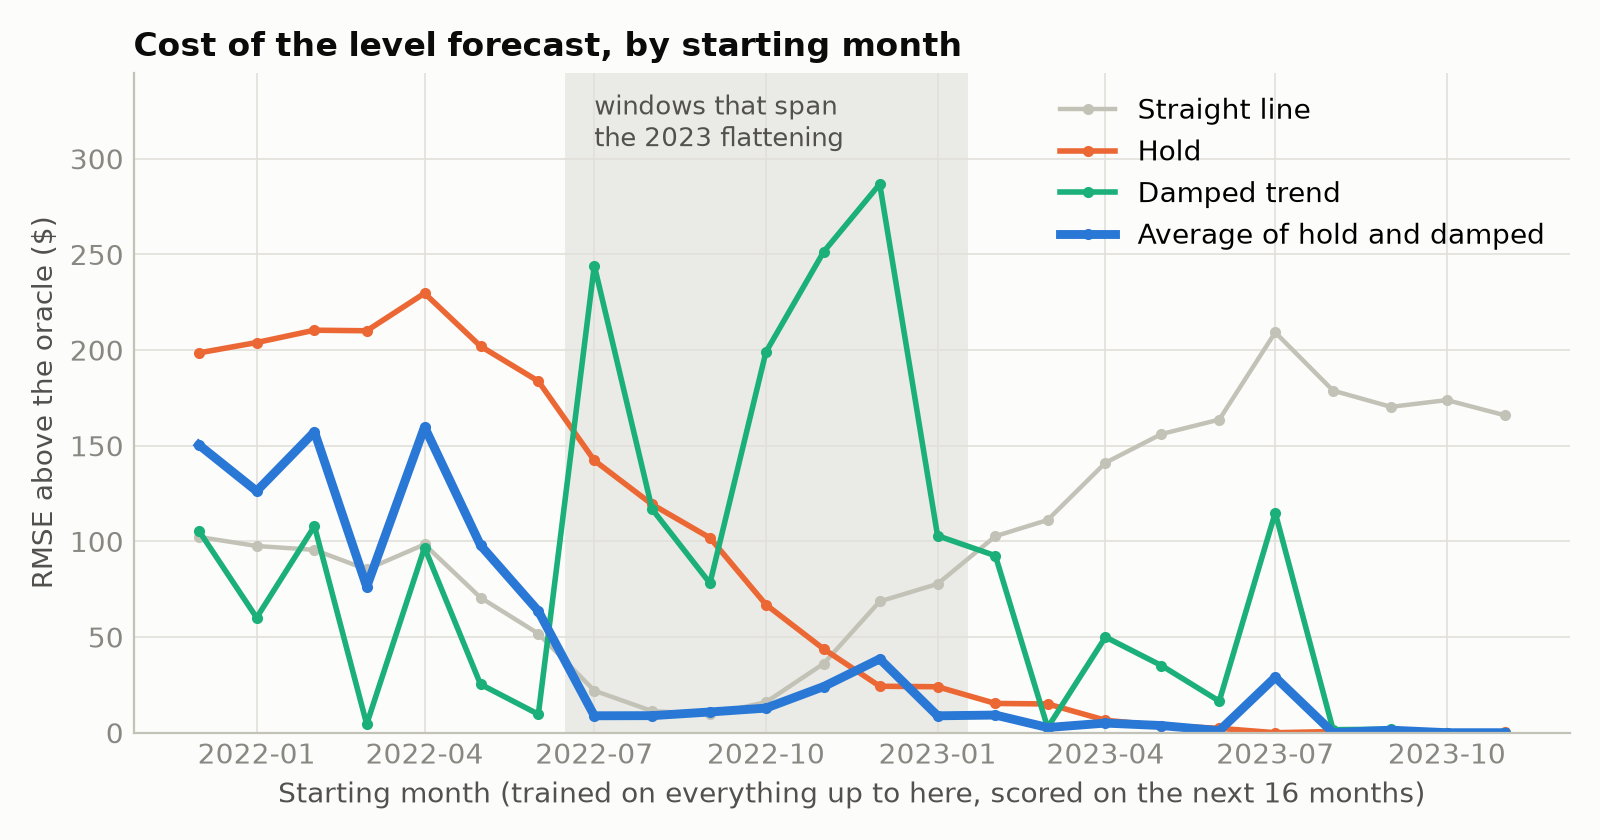 Cost of the level forecast, by starting month
windows that span
the 2023 flattening
Straight line
Hold
Damped trend
Average of hold and damped
RMSE above the oracle ($)
300
250
200
150
100
50
0
2022-01
2022-04
2022-07
2022-10
2023-01
2023-04
2023-07
2023-10
Starting month (trained on everything up to here, scored on the next 16 months)